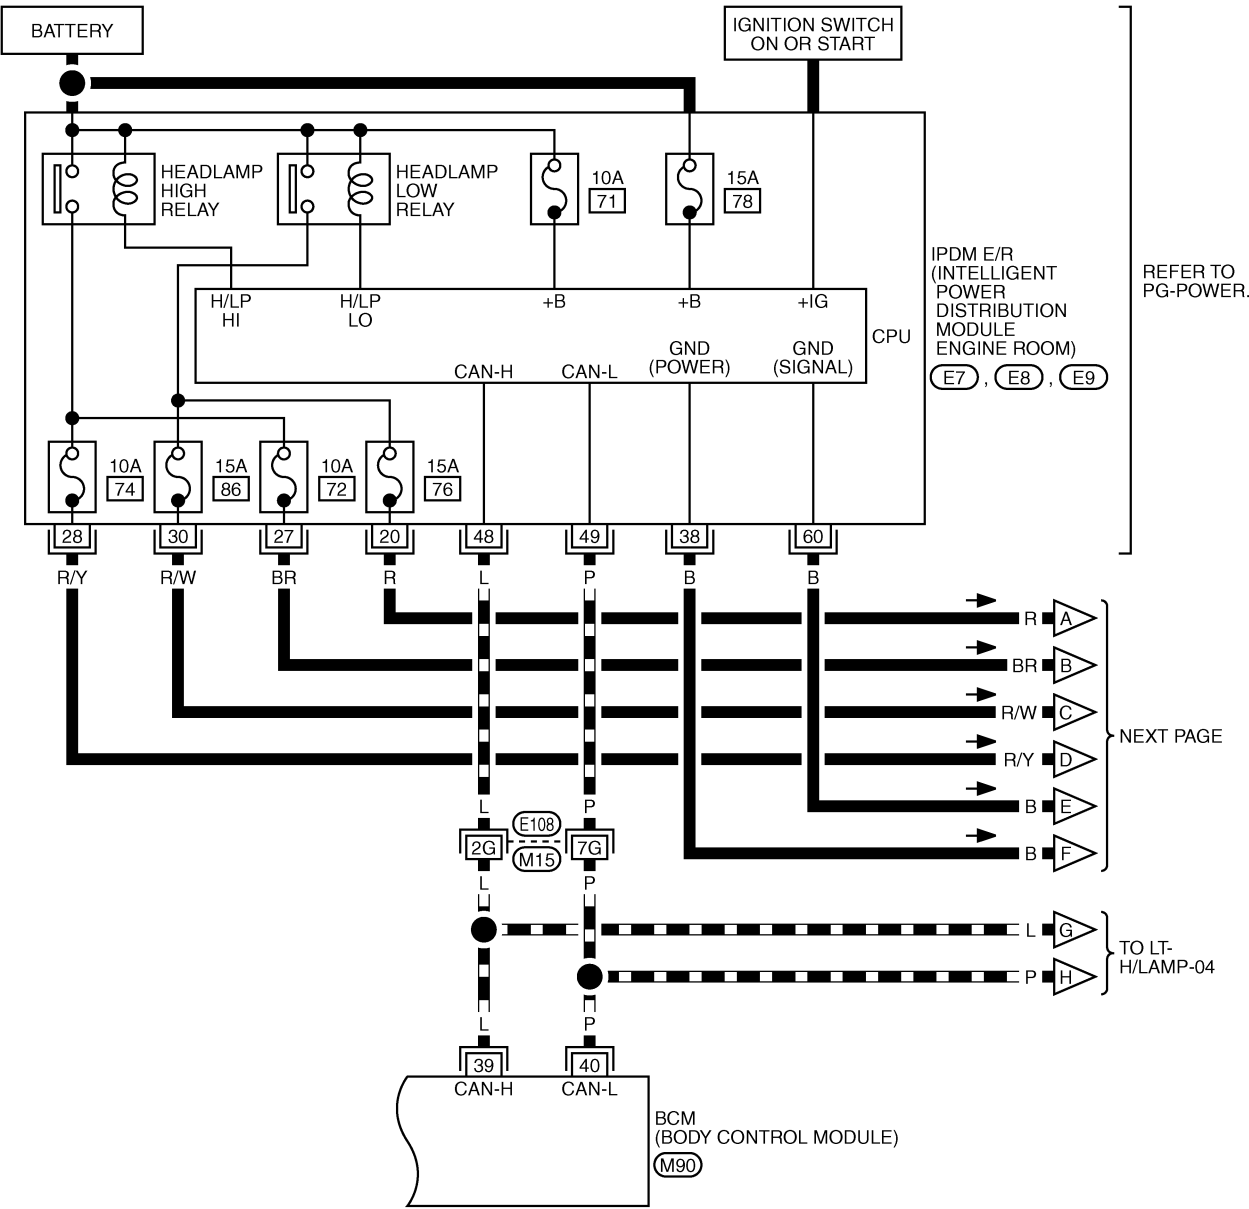 BATTERY
IGNITION SWITCH
ON OR START
HEADLAMP
HIGH
RELAY
HEADLAMP
LOW
RELAY
10A
71
15A
78
IPDM E/R
(INTELLIGENT
POWER
DISTRIBUTION
MODULE
ENGINE ROOM)
E7 , E8 , E9
REFER TO
PG-POWER.
H/LP
HI
H/LP
LO
+B
+B
+IG
CPU
CAN-H
CAN-L
GND
(POWER)
GND
(SIGNAL)
10A
74
15A
86
10A
72
15A
76
28 30 27 20 48 49 38 60
R/Y R/W BR R L P B B
R A
BR B
R/W C
R/Y D
B E
B F
NEXT PAGE
L P
2G E108 7G
M15
L P
L G
P H
TO LT-
H/LAMP-04
L P
39 40
CAN-H CAN-L
BCM
(BODY CONTROL MODULE)
M90